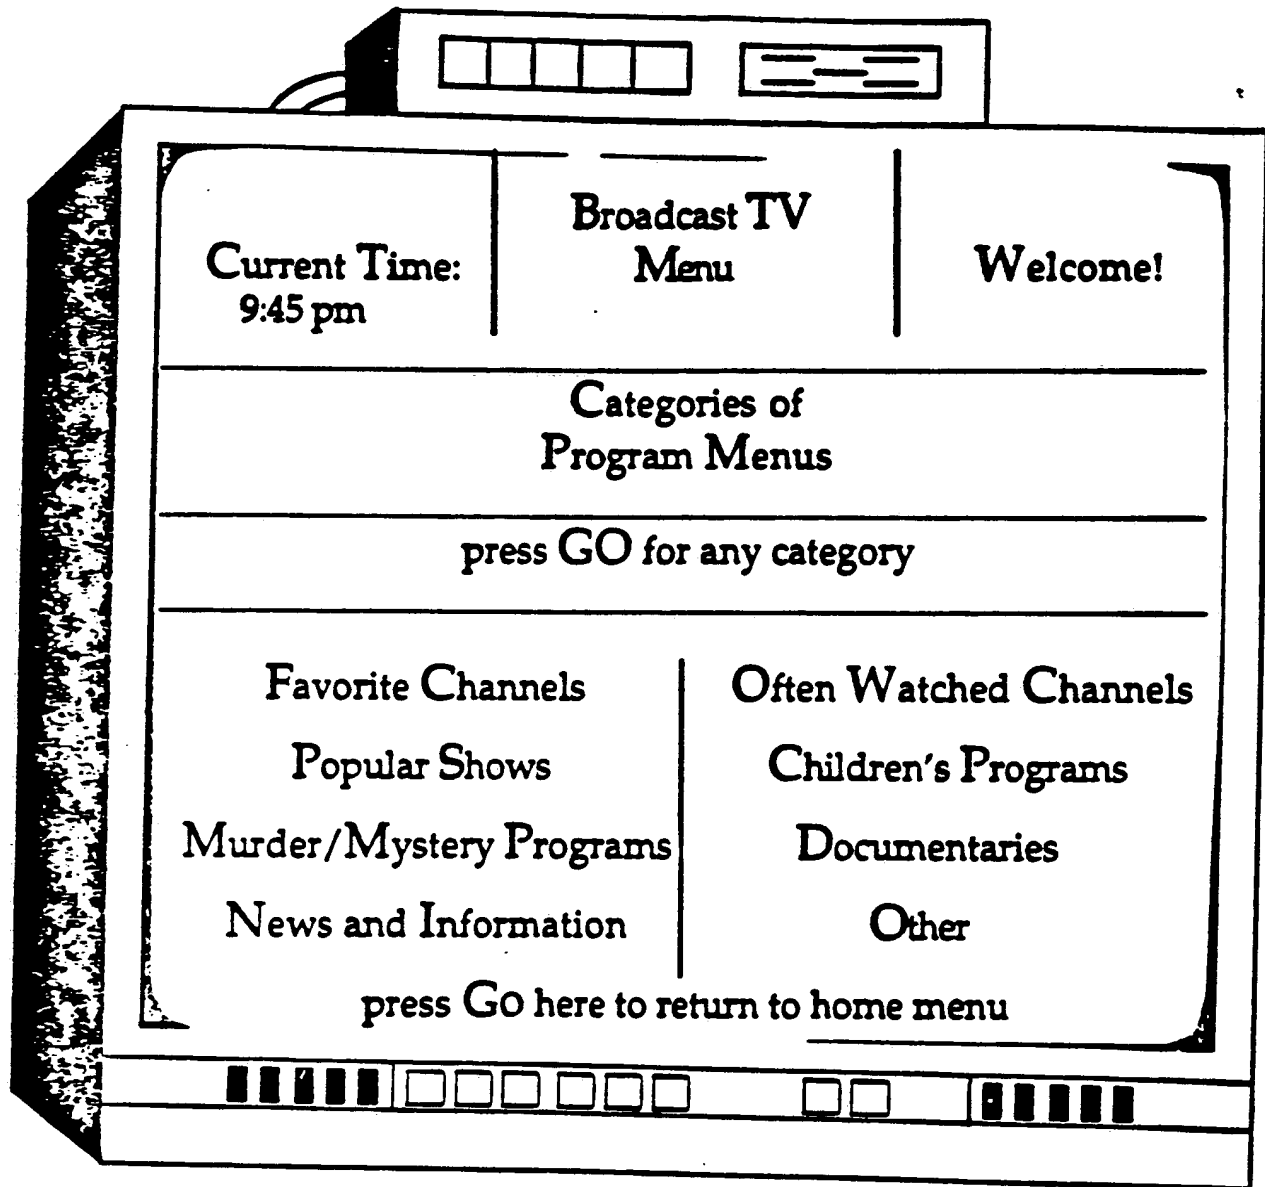 Current Time:
9:45 pm
Broadcast TV
Menu
Welcome!
Categories of
Program Menus
press GO for any category
Favorite Channels
Popular Shows
Murder/Mystery Programs
News and Information
Often Watched Channels
Children's Programs
Documentaries
Other
press GO here to return to home menu